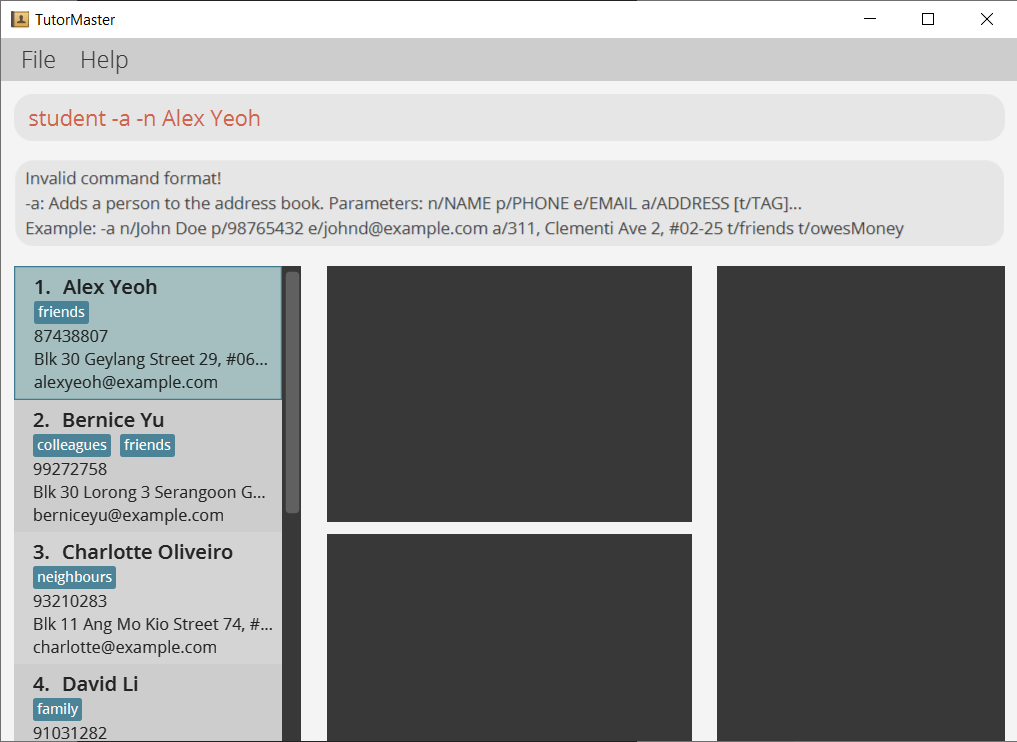 TutorMaster
File Help
student -a -n Alex Yeoh
Invalid command format!
-a: Adds a person to the address book. Parameters: n/NAME p/PHONE e/EMAIL a/ADDRESS [t/TAG]...
Example: -a n/John Doe p/98765432 e/johnd@example.com a/311, Clementi Ave 2, #02-25 t/friends t/owesMoney
1. Alex Yeoh
friends
87438807
Blk 30 Geylang Street 29, #06...
alexyeoh@example.com
2. Bernice Yu
colleagues friends
99272758
Blk 30 Lorong 3 Serangoon G...
berniceyu@example.com
3. Charlotte Oliveiro
neighbours
93210283
Blk 11 Ang Mo Kio Street 74, #...
charlotte@example.com
4. David Li
family
91031282